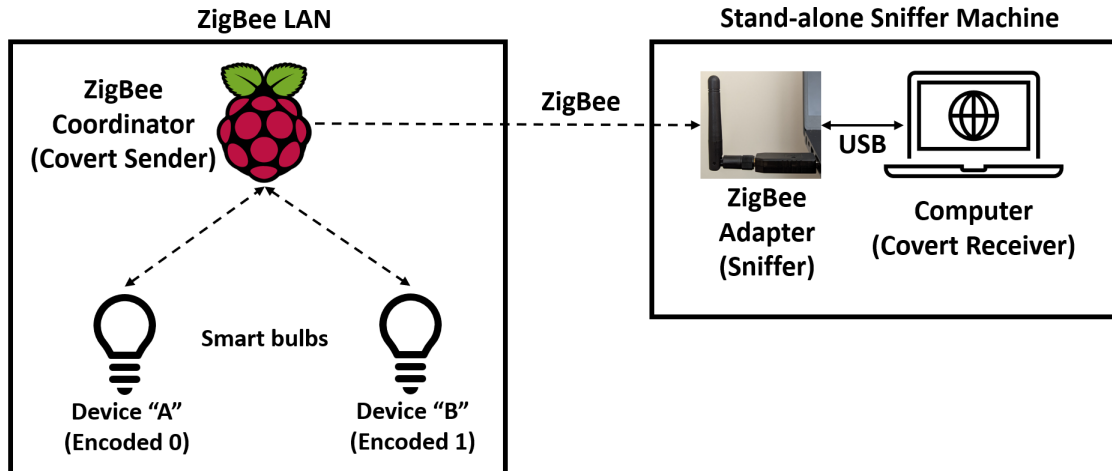 ZigBee LAN
ZigBee
Coordinator
(Covert Sender)
Smart bulbs
Device “A”
(Encoded 0)
Device “B”
(Encoded 1)
ZigBee
Stand-alone Sniffer Machine
USB
ZigBee
Adapter
(Sniffer)
Computer
(Covert Receiver)